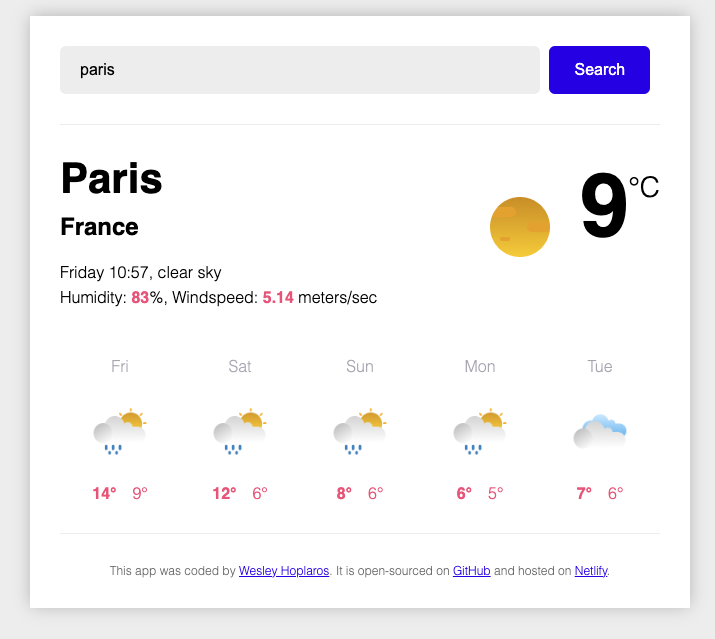 paris
Search
Paris
9°C
France
Friday 10:57, clear sky
Humidity: 83%, Windspeed: 5.14 meters/sec
Fri Sat Sun Mon Tue
14° 9° 12° 6° 8° 6° 6° 5° 7° 6°
This app was coded by Wesley Hoplaros. It is open-sourced on GitHub and hosted on Netlify.